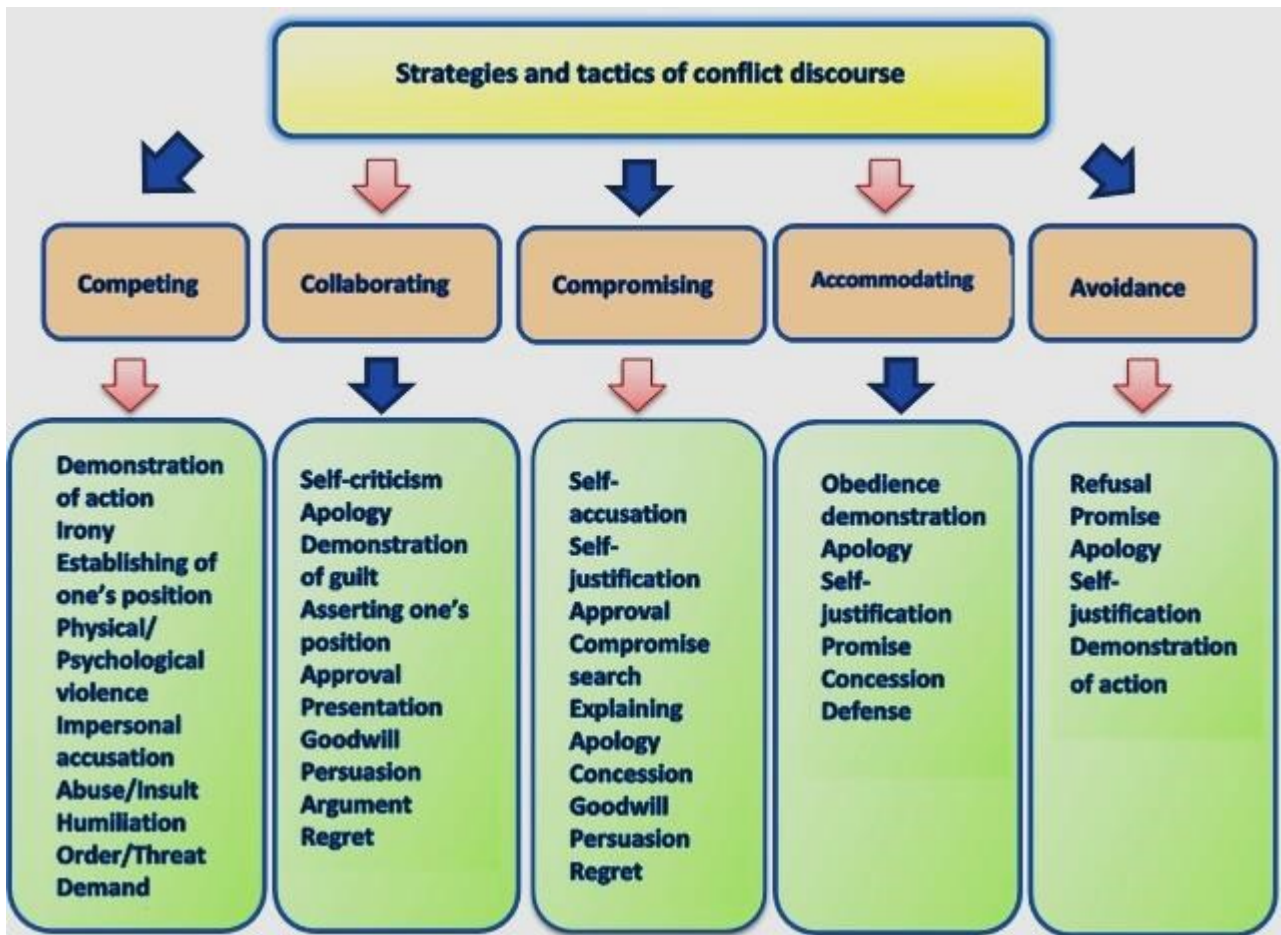 Strategies and tactics of conflict discourse
Competing
Collaborating
Compromising
Accommodating
Avoidance
Demonstration
of action
Irony
Establishing of
one's position
Physical/
Psychological
violence
Impersonal
accusation
Abuse/Insult
Humiliation
Order/Threat
Demand
Self-criticism
Apology
Demonstration
of guilt
Asserting one's
position
Approval
Presentation
Goodwill
Persuasion
Argument
Regret
Self-
accusation
Self-
justification
Approval
Compromise
search
Explaining
Apology
Concession
Goodwill
Persuasion
Regret
Obedience
demonstration
Apology
Self-
justification
Promise
Concession
Defense
Refusal
Promise
Apology
Self-
justification
Demonstration
of action